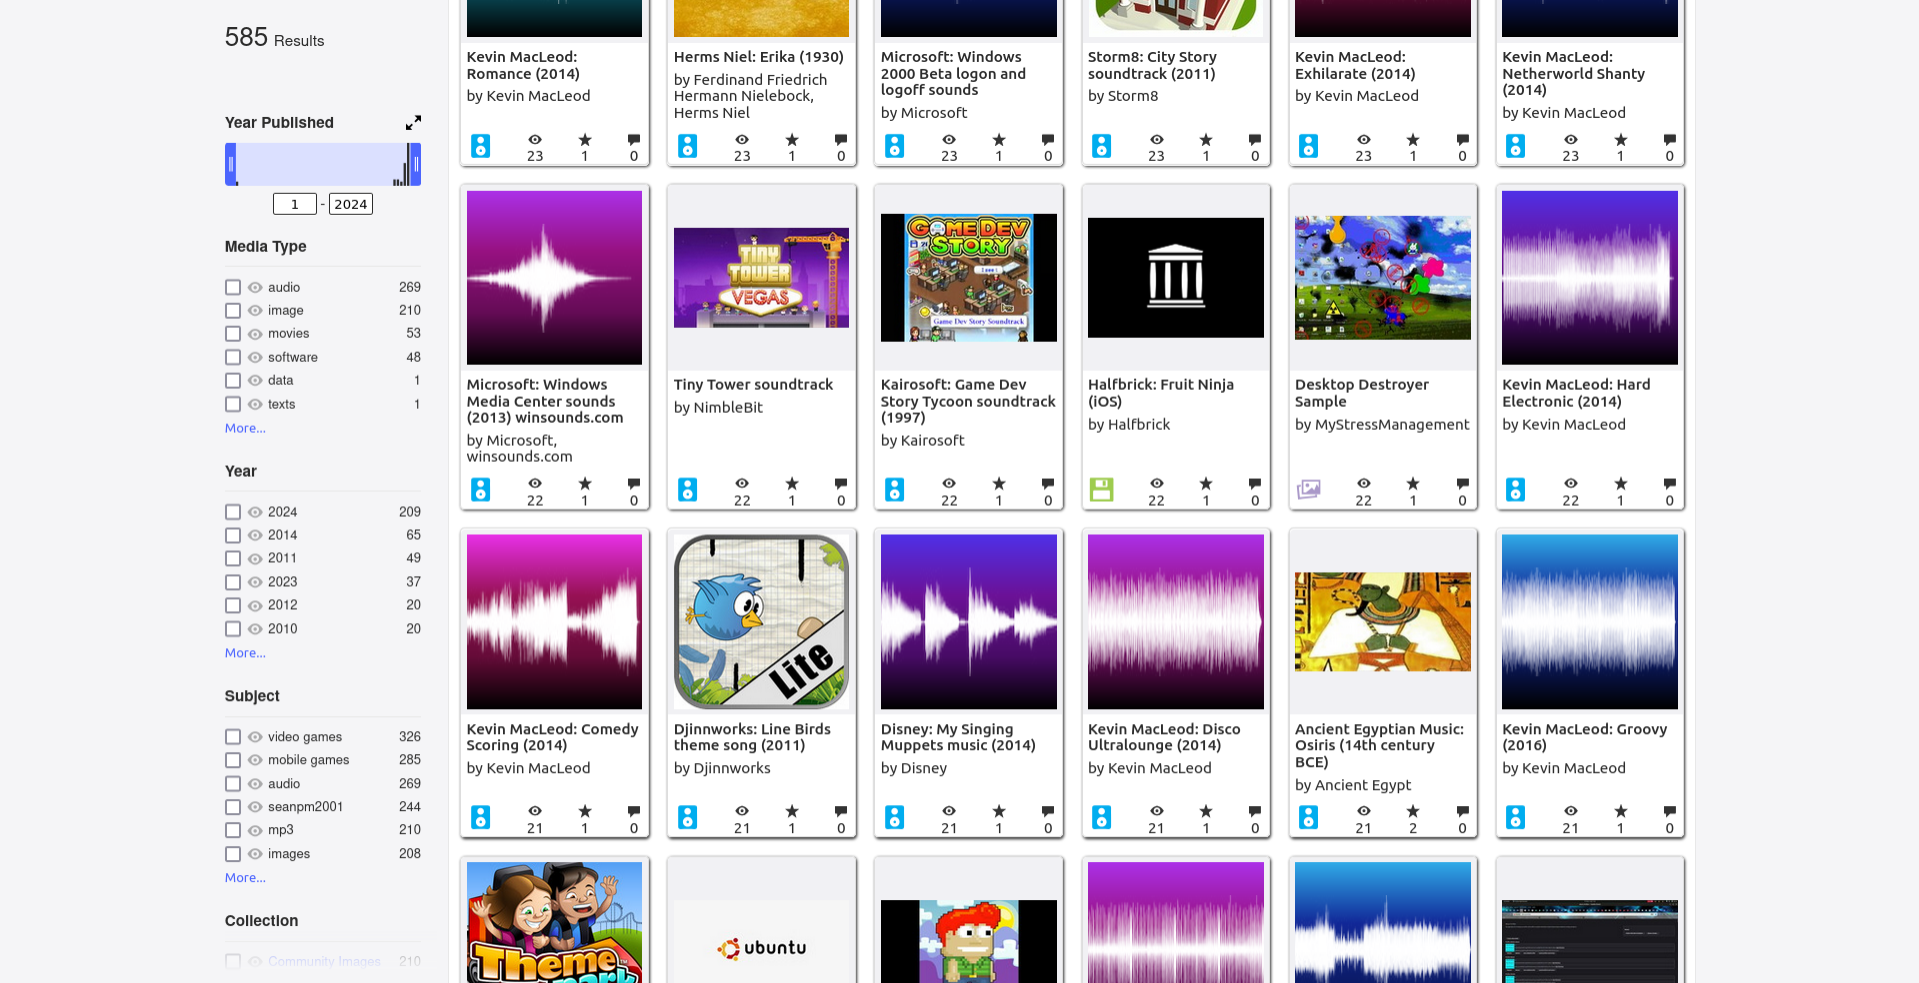 585 Results
Year Published
1 - 2024
Media Type
audio 269
image 210
movies 53
software 48
data 1
texts 1
More...
Year
2024 209
2014 65
2011 49
2023 37
2012 20
2010 20
More...
Subject
video games 326
mobile games 285
audio 269
seanpm2001 244
mp3 210
images 208
More...
Collection
Community Images 210
Kevin MacLeod:
Romance (2014)
by Kevin MacLeod
23 1 0
Herms Niel: Erika (1930)
by Ferdinand Friedrich
Hermann Nielebock,
Herms Niel
23 1 0
Microsoft: Windows
2000 Beta logon and
logoff sounds
by Microsoft
23 1 0
Storm8: City Story
soundtrack (2011)
by Storm8
23 1 0
Kevin MacLeod:
Exhilarate (2014)
by Kevin MacLeod
23 1 0
Kevin MacLeod:
Netherworld Shanty
(2014)
by Kevin MacLeod
23 1 0
Microsoft: Windows
Media Center sounds
(2013) winsounds.com
by Microsoft,
winsounds.com
22 1 0
TINY
TOWER
VEGAS
Tiny Tower soundtrack
by NimbleBit
22 1 0
GAME DEV
STORY
Game Dev Story Soundtrack
Kairosoft: Game Dev
Story Tycoon soundtrack
(1997)
by Kairosoft
22 1 0
Halfbrick: Fruit Ninja
(iOS)
by Halfbrick
22 1 0
Desktop Destroyer
Sample
by MyStressManagement
22 1 0
Kevin MacLeod: Hard
Electronic (2014)
by Kevin MacLeod
22 1 0
Kevin MacLeod: Comedy
Scoring (2014)
by Kevin MacLeod
21 1 0
Lite
Djinnworks: Line Birds
theme song (2011)
by Djinnworks
21 1 0
Disney: My Singing
Muppets music (2014)
by Disney
21 1 0
Kevin MacLeod: Disco
Ultralounge (2014)
by Kevin MacLeod
21 1 0
Ancient Egyptian Music:
Osiris (14th century
BCE)
by Ancient Egypt
21 2 0
Kevin MacLeod: Groovy
(2016)
by Kevin MacLeod
21 1 0
Theme
park
ubuntu